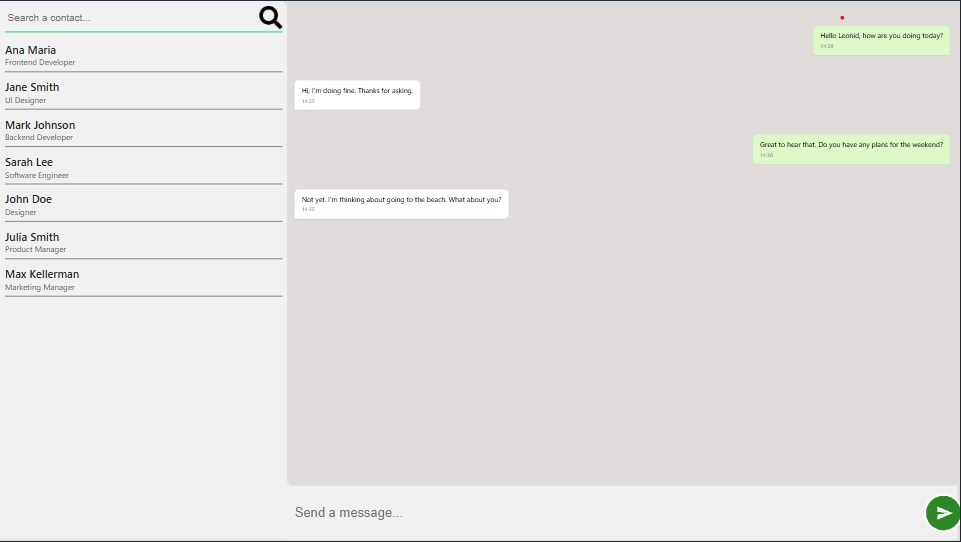 Search a contact...
Ana Maria
Frontend Developer
Jane Smith
UI Designer
Mark Johnson
Backend Developer
Sarah Lee
Software Engineer
John Doe
Designer
Julia Smith
Product Manager
Max Kellerman
Marketing Manager
Hello Leonid, how are you doing today?
14:20
Hi, I'm doing fine. Thanks for asking.
14:25
Great to hear that. Do you have any plans for the weekend?
14:30
Not yet. I'm thinking about going to the beach. What about you?
14:35
Send a message...